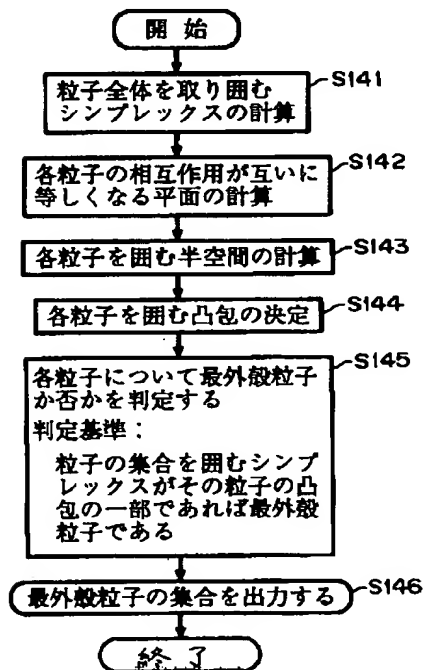 開始
S141
粒子全体を取り囲む
シンプレックスの計算
S142
各粒子の相互作用が互いに
等しくなる平面の計算
S143
各粒子を囲む半空間の計算
S144
各粒子を囲む凸包の決定
S145
各粒子について最外殻粒子
か否かを判定する
判定基準：
粒子の集合を囲むシンプ
レックスがその粒子の凸
包の一部であれば最外殻
粒子である
S146
最外殻粒子の集合を出力する
終了